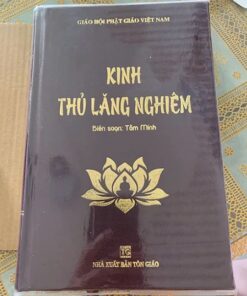 GIÁO HỘI PHẬT GIÁO VIỆT NAM
KINH
THỦ LĂNG NGHIÊM
Biên soạn: Tâm Minh
NHÀ XUẤT BẢN TÔN GIÁO